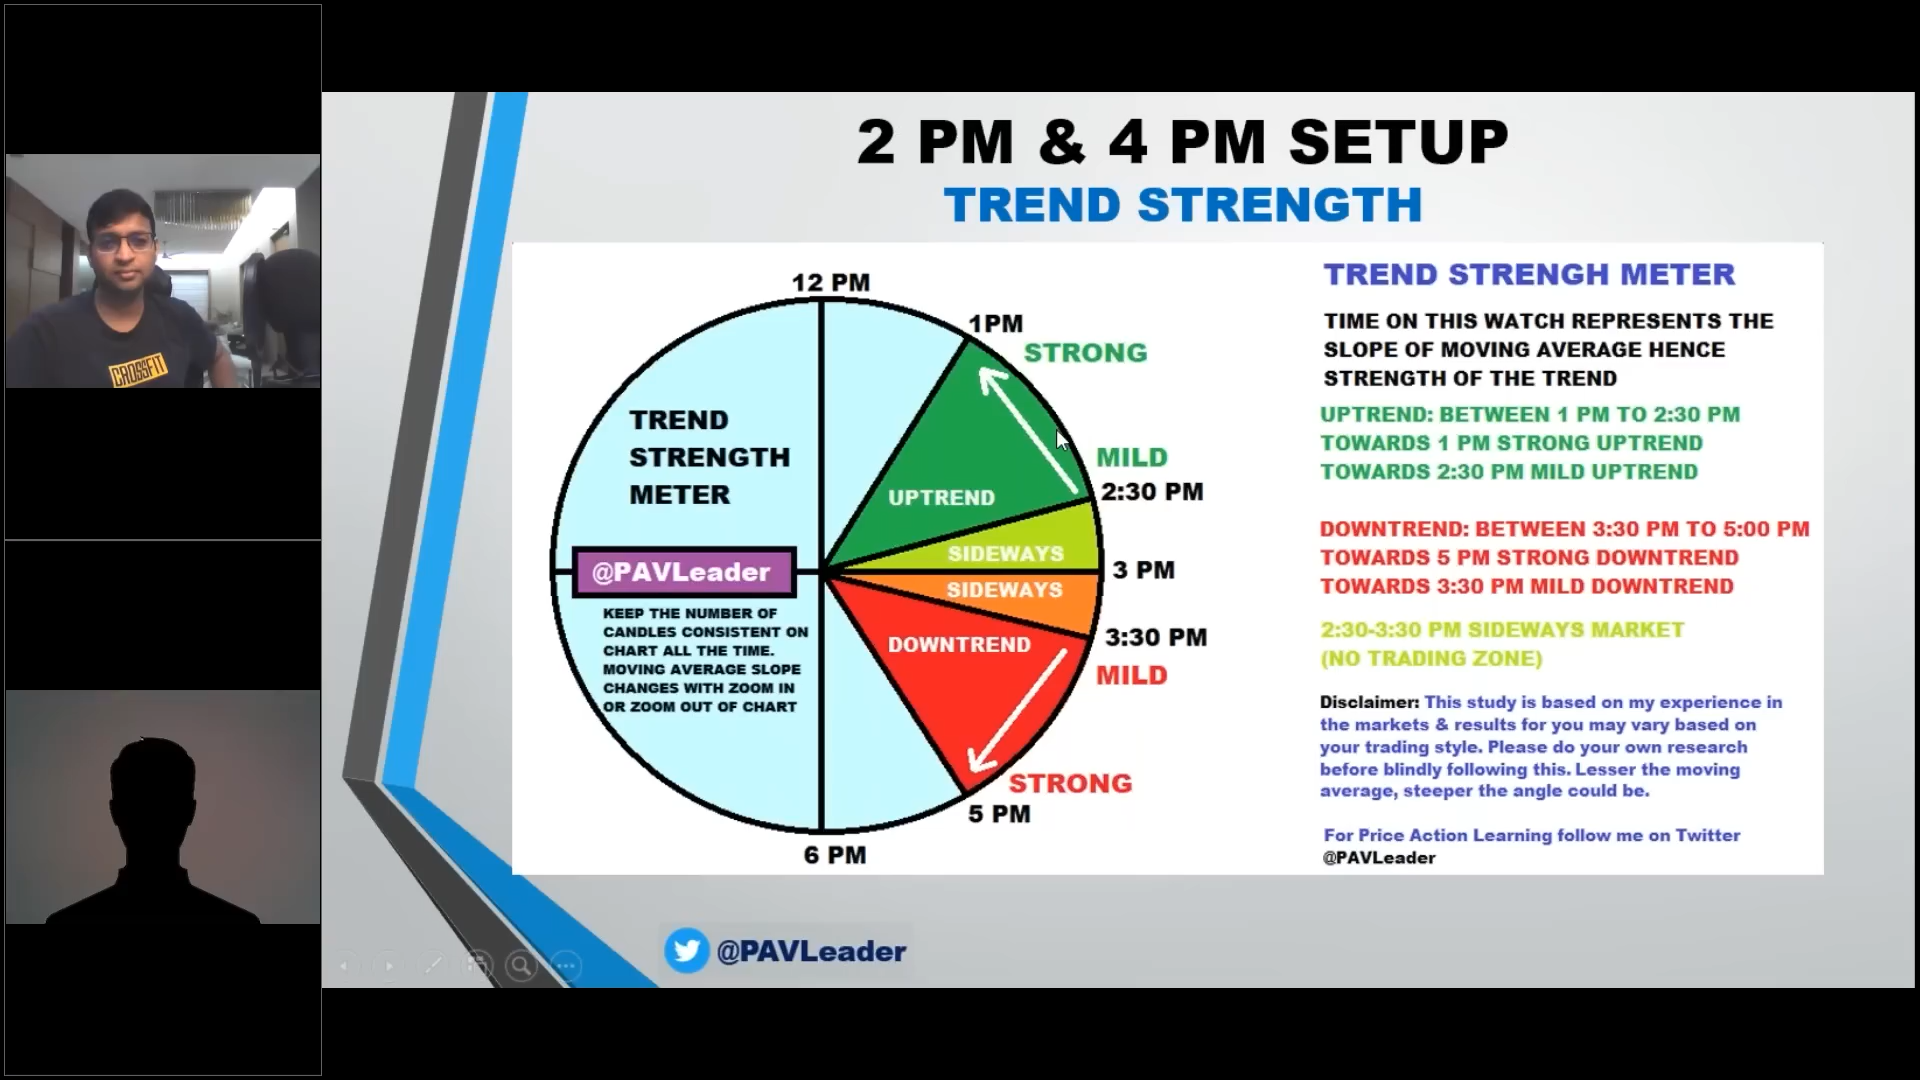 2 PM & 4 PM SETUP
TREND STRENGTH
12 PM
1PM
STRONG
MILD
2:30 PM
UPTREND
SIDEWAYS
3 PM
SIDEWAYS
3:30 PM
DOWNTREND
MILD
STRONG
5 PM
6 PM
TREND
STRENGTH
METER
@PAVLeader
KEEP THE NUMBER OF
CANDLES CONSISTENT ON
CHART ALL THE TIME.
MOVING AVERAGE SLOPE
CHANGES WITH ZOOM IN
OR ZOOM OUT OF CHART
TREND STRENGH METER
TIME ON THIS WATCH REPRESENTS THE
SLOPE OF MOVING AVERAGE HENCE
STRENGTH OF THE TREND
UPTREND: BETWEEN 1 PM TO 2:30 PM
TOWARDS 1 PM STRONG UPTREND
TOWARDS 2:30 PM MILD UPTREND
DOWNTREND: BETWEEN 3:30 PM TO 5:00 PM
TOWARDS 5 PM STRONG DOWNTREND
TOWARDS 3:30 PM MILD DOWNTREND
2:30-3:30 PM SIDEWAYS MARKET
(NO TRADING ZONE)
Disclaimer: This study is based on my experience in
the markets & results for you may vary based on
your trading style. Please do your own research
before blindly following this. Lesser the moving
average, steeper the angle could be.
For Price Action Learning follow me on Twitter
@PAVLeader
@PAVLeader
CROSSFIT